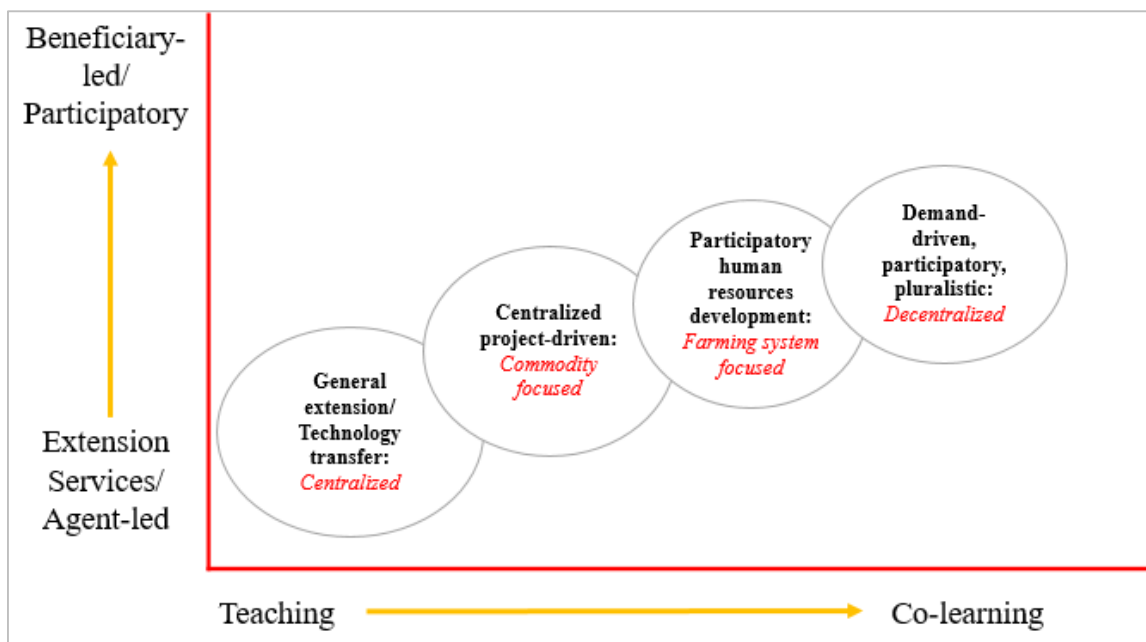 Beneficiary-
led/
Participatory
Extension
Services/
Agent-led
General
extension/
Technology
transfer:
Centralized
Centralized
project-driven:
Commodity
focused
Participatory
human
resources
development:
Farming system
focused
Demand-
driven,
participatory,
pluralistic:
Decentralized
Teaching
Co-learning